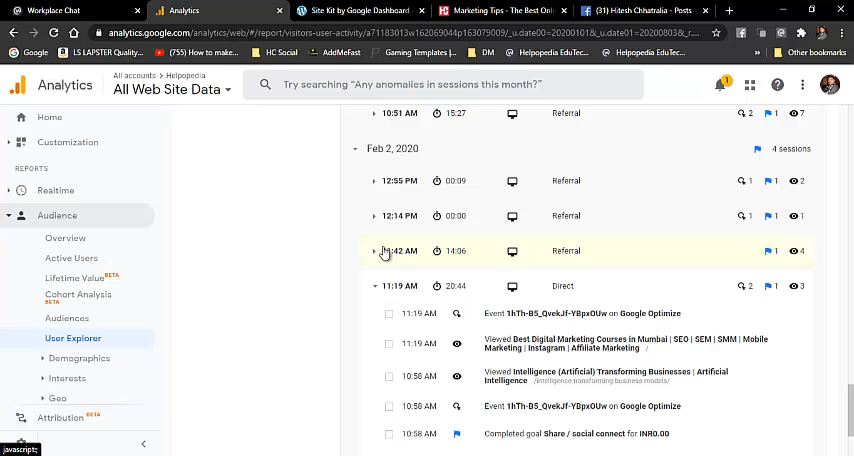 Workplace Chat
Analytics
Site Kit by Google Dashboard
Marketing Tips - The Best Onli
(31) Hitesh Chhatralia - Posts
analytics.google.com/analytics/web/#/report/visitors-user-activity/a71183013w162069044p163079009/_u.date00=20200101&_u.date01=20200803&_r....
Google
LS LAPSTER QUALITY...
(755) How to make...
HC Social
AddMeFast
Gaming Templates |...
DM
Helpopedia EduTec...
Helpopedia EduTec...
Other bookmarks
Analytics
All accounts > Helpopedia
All Web Site Data
Try searching “Any anomalies in sessions this month?”
1
Home
Customization
REPORTS
Realtime
Audience
Overview
Active Users
Lifetime Value BETA
Cohort Analysis
BETA
Audiences
User Explorer
Demographics
Interests
Geo
Attribution BETA
javascript:;
10:51 AM 15:27 Referral 2 1 7
Feb 2, 2020 4 sessions
12:55 PM 00:09 Referral 1 1 2
12:14 PM 00:00 Referral 1 1 1
:42 AM 14:06 Referral 1 4
11:19 AM 20:44 Direct 2 1 3
11:19 AM Event 1hTh-B5_QvekJf-YBpxOUw on Google Optimize
11:19 AM Viewed Best Digital Marketing Courses in Mumbai | SEO | SEM | SMM | Mobile
Marketing | Instagram | Affiliate Marketing /
10:58 AM Viewed Intelligence (Artificial) Transforming Businesses | Artificial
Intelligence /intelligence-transforming-business-models/
10:58 AM Event 1hTh-B5_QvekJf-YBpxOUw on Google Optimize
10:58 AM Completed goal Share / social connect for INR0.00